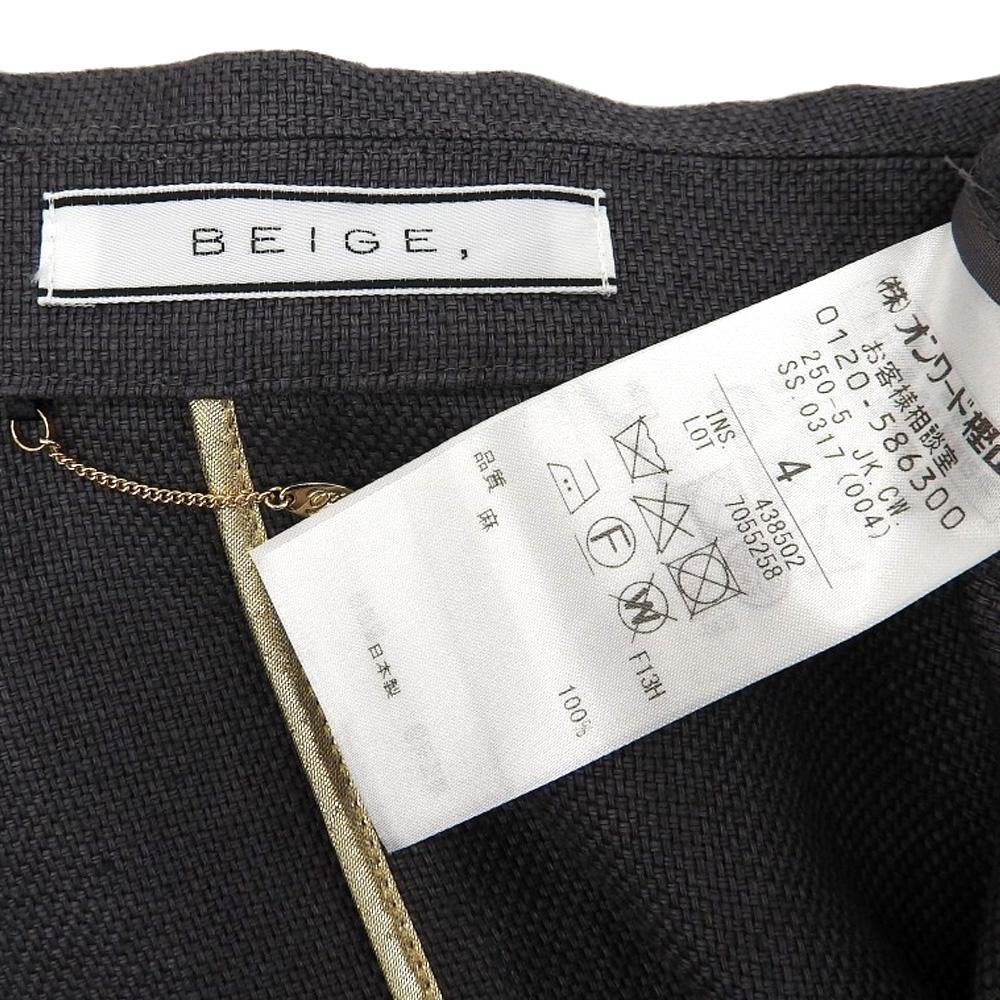 BEIGE,
(株)オンワード樫
お客様相談室
0120-586300
250-5 JK.CW.
SS.0317(004)
4
INS. 438502
LOT 7055258
F
W
F13H
品質
麻 100%
日本製